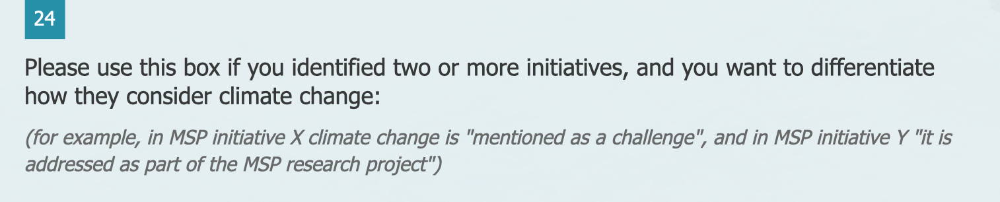 24
Please use this box if you identified two or more initiatives, and you want to differentiate
how they consider climate change:
(for example, in MSP initiative X climate change is "mentioned as a challenge", and in MSP initiative Y "it is
addressed as part of the MSP research project")